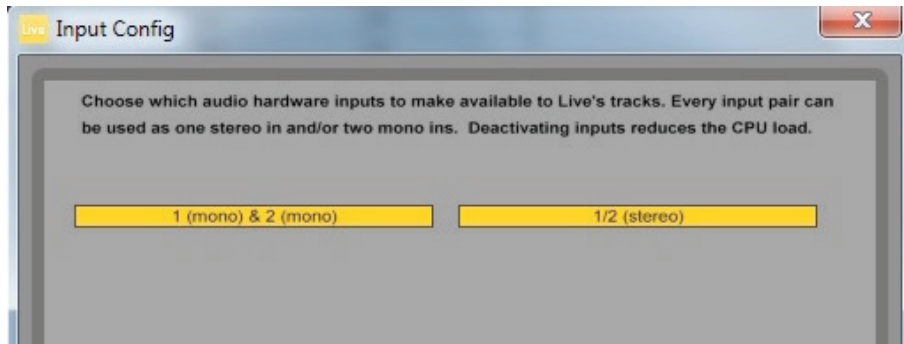 Live Input Config
Choose which audio hardware inputs to make available to Live's tracks. Every input pair can
be used as one stereo in and/or two mono ins. Deactivating inputs reduces the CPU load.
1 (mono) & 2 (mono) 1/2 (stereo)